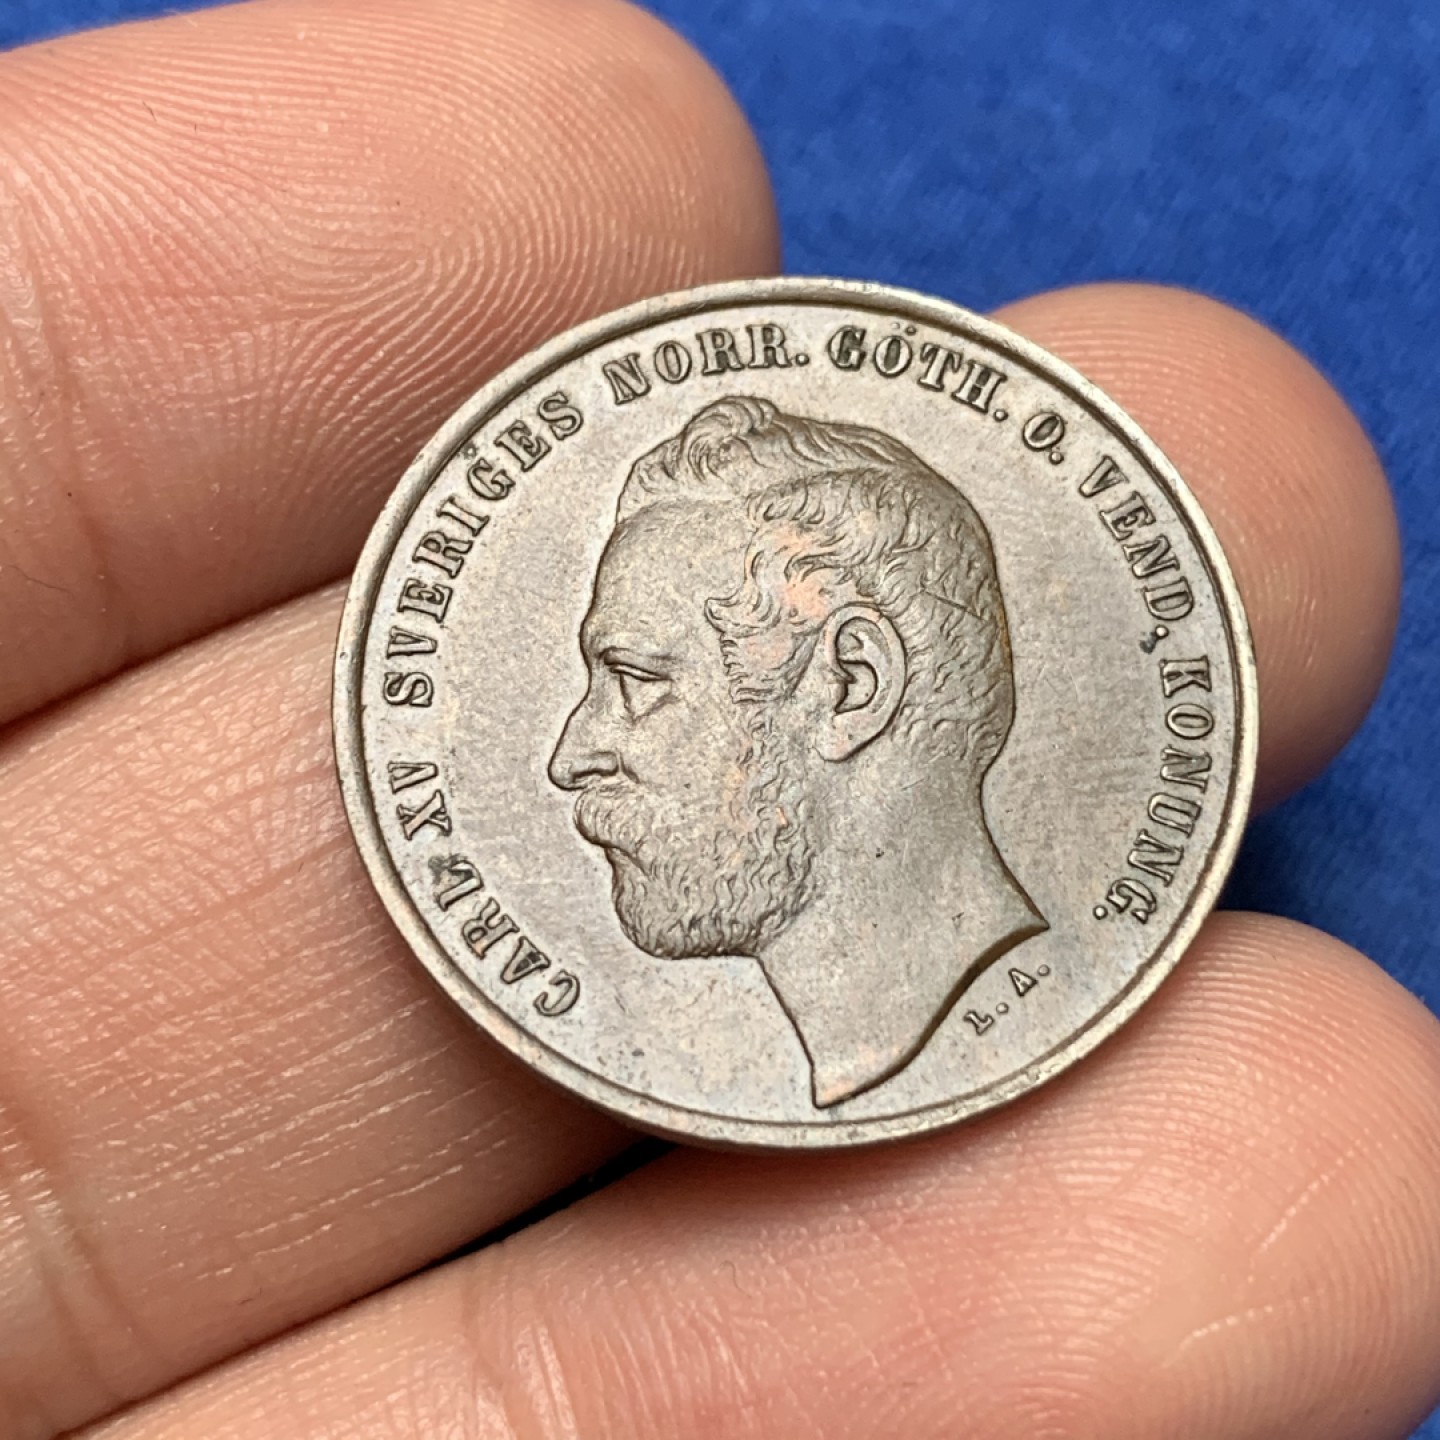 CARL XV SVERIGES NORR. GÖTH. O. VEND. KONUNG.
L. A.